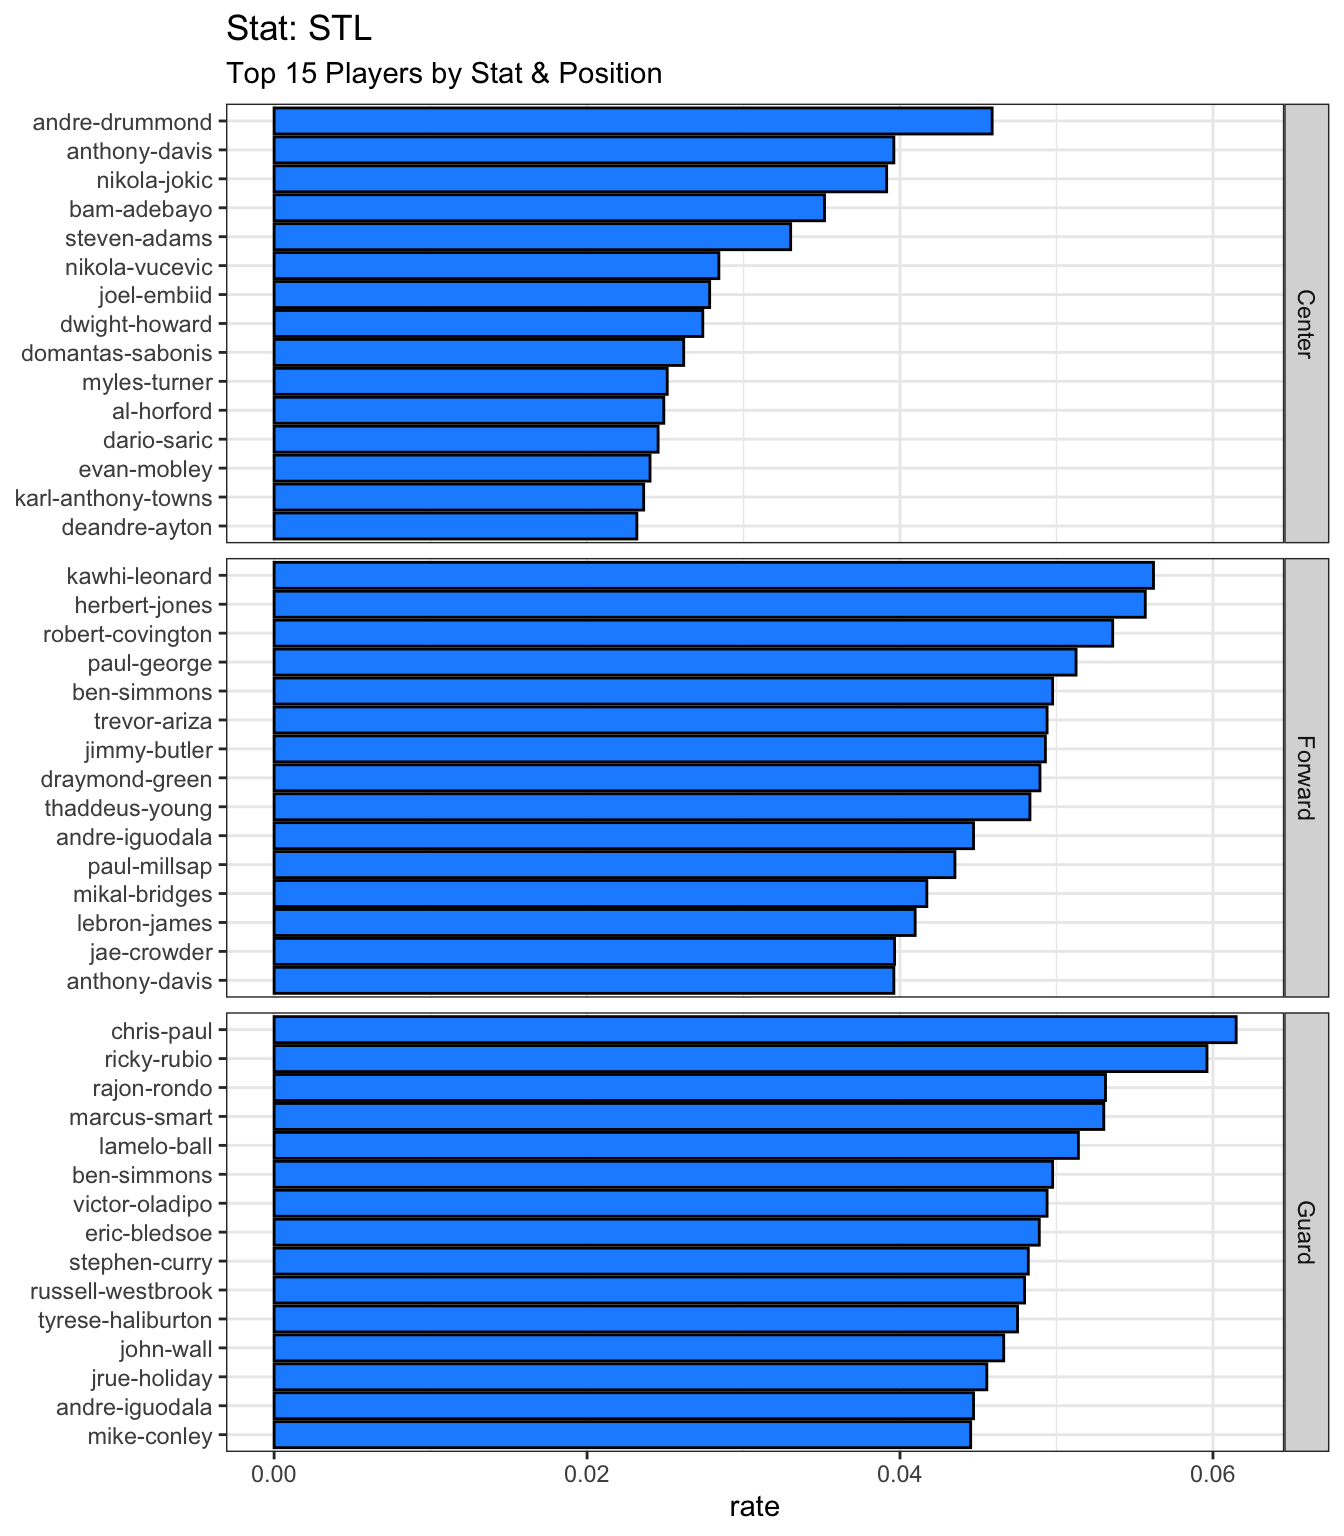 Stat: STL
Top 15 Players by Stat & Position
andre-drummond
anthony-davis
nikola-jokic
bam-adebayo
steven-adams
nikola-vucevic
joel-embiid
dwight-howard
domantas-sabonis
myles-turner
al-horford
dario-saric
evan-mobley
karl-anthony-towns
deandre-ayton
Center
kawhi-leonard
herbert-jones
robert-covington
paul-george
ben-simmons
trevor-ariza
jimmy-butler
draymond-green
thaddeus-young
andre-iguodala
paul-millsap
mikal-bridges
lebron-james
jae-crowder
anthony-davis
Forward
chris-paul
ricky-rubio
rajon-rondo
marcus-smart
lamelo-ball
ben-simmons
victor-oladipo
eric-bledsoe
stephen-curry
russell-westbrook
tyrese-haliburton
john-wall
jrue-holiday
andre-iguodala
mike-conley
Guard
0.00 0.02 0.04 0.06
rate